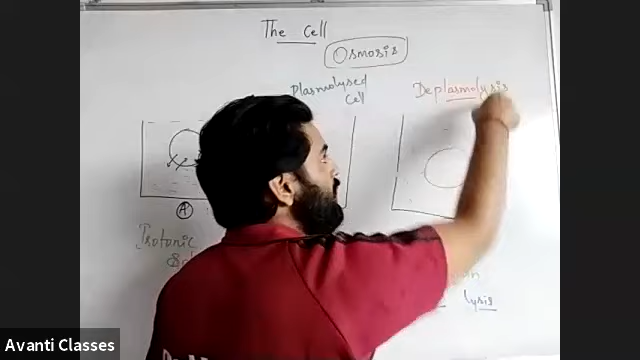 The Cell
Osmosis
Plasmolysed
Cell
Deplasmolysis
A
Isotonic
lysis
Avanti Classes